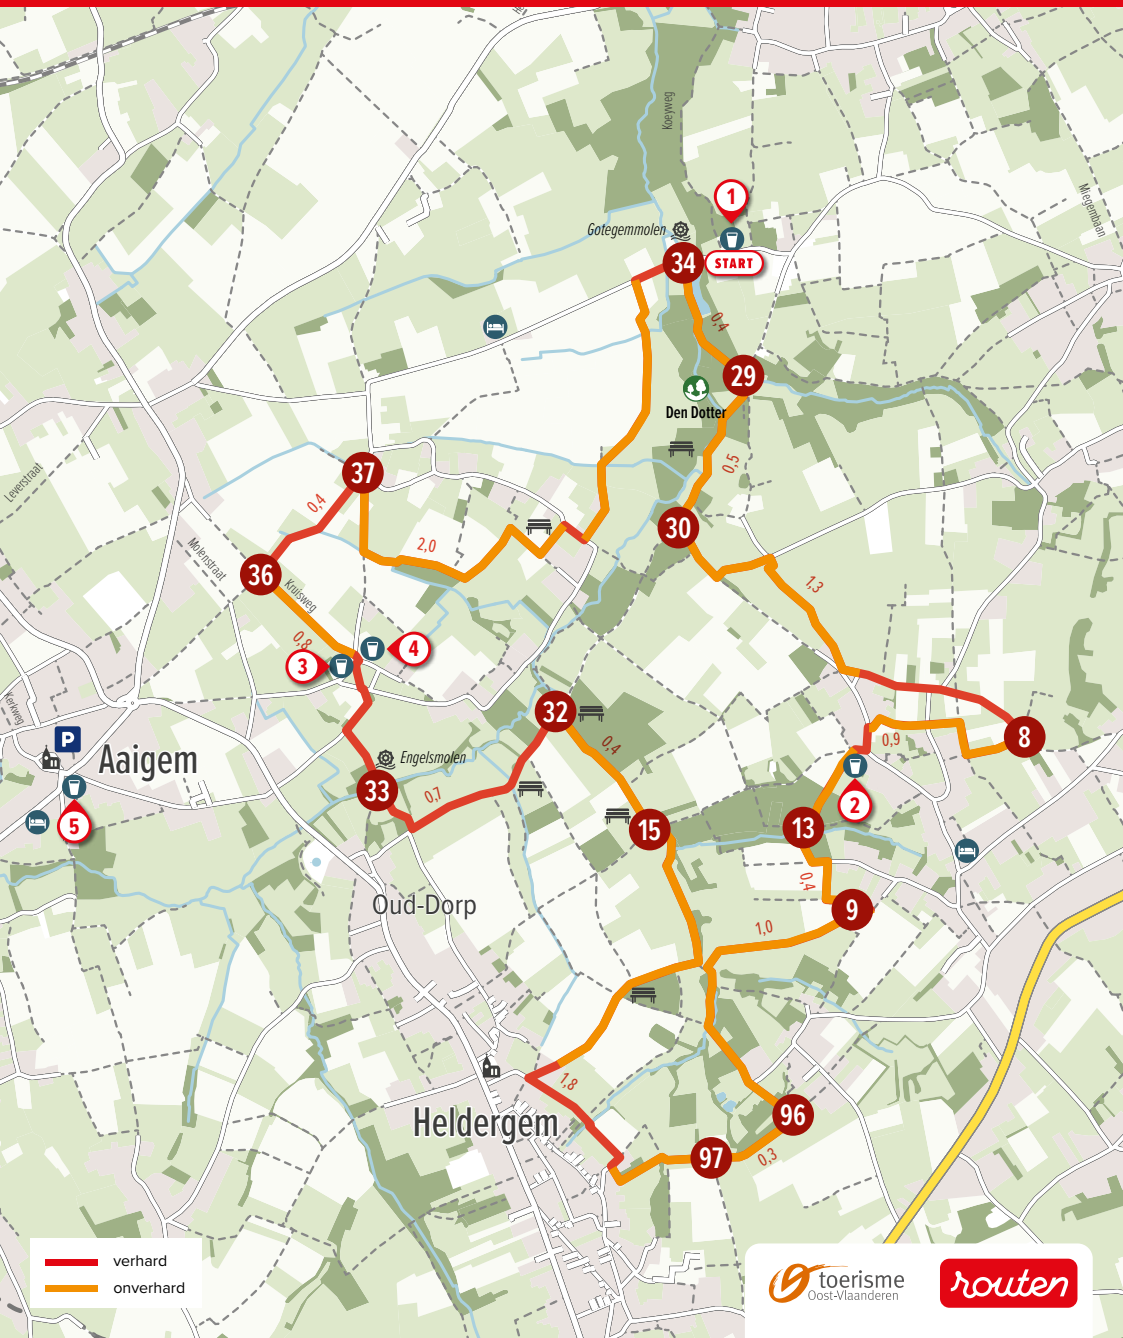 Koeyweg
Miegembaan
1
Gotegemmolen
34
START
0,4
29
Den Dotter
0,5
37
Leverstraat
0,4
30
Molenstraat
2,0
36
Kruisweg
1,3
0,8
3
4
Kerkweg
32
8
0,4
0,9
P
Aaigem
Engelsmolen
33
0,7
2
5
15
13
0,4
Oud-Dorp
9
1,0
1,8
Heldergem
96
97
0,3
verhard
onverhard
toerisme
Oost-Vlaanderen
routen